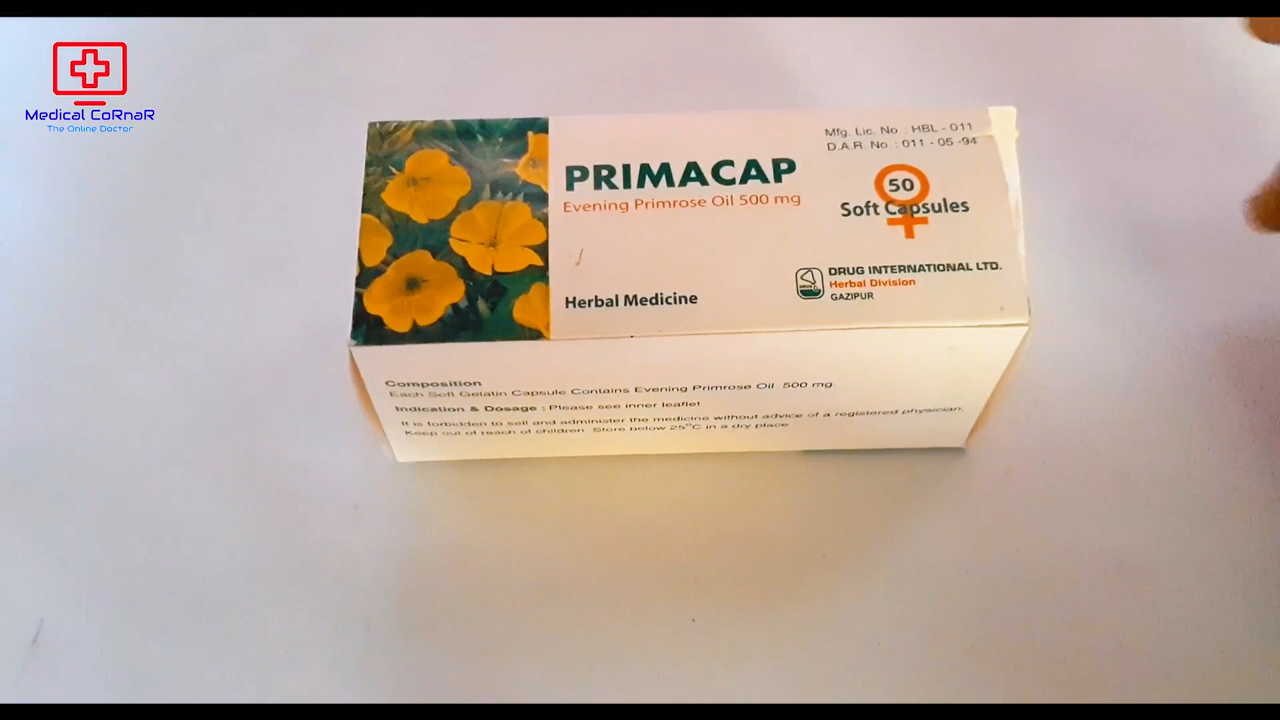 Medical CoRnaR
The Online Doctor
Mfg. Lic. No. : HBL - 011
D.A.R. No. : 011 - 05 -94
PRIMACAP
Evening Primrose Oil 500 mg
50
Soft Capsules
DRUG INTERNATIONAL LTD.
Herbal Division
GAZIPUR
Herbal Medicine
Composition
Each Soft Gelatin Capsule Contains Evening Primrose Oil 500 mg.
Indication & Dosage : Please see inner leaflet
It is forbidden to sell and administer the medicine without advice of a registered physician.
Keep out of reach of children. Store below 25°C in a dry place